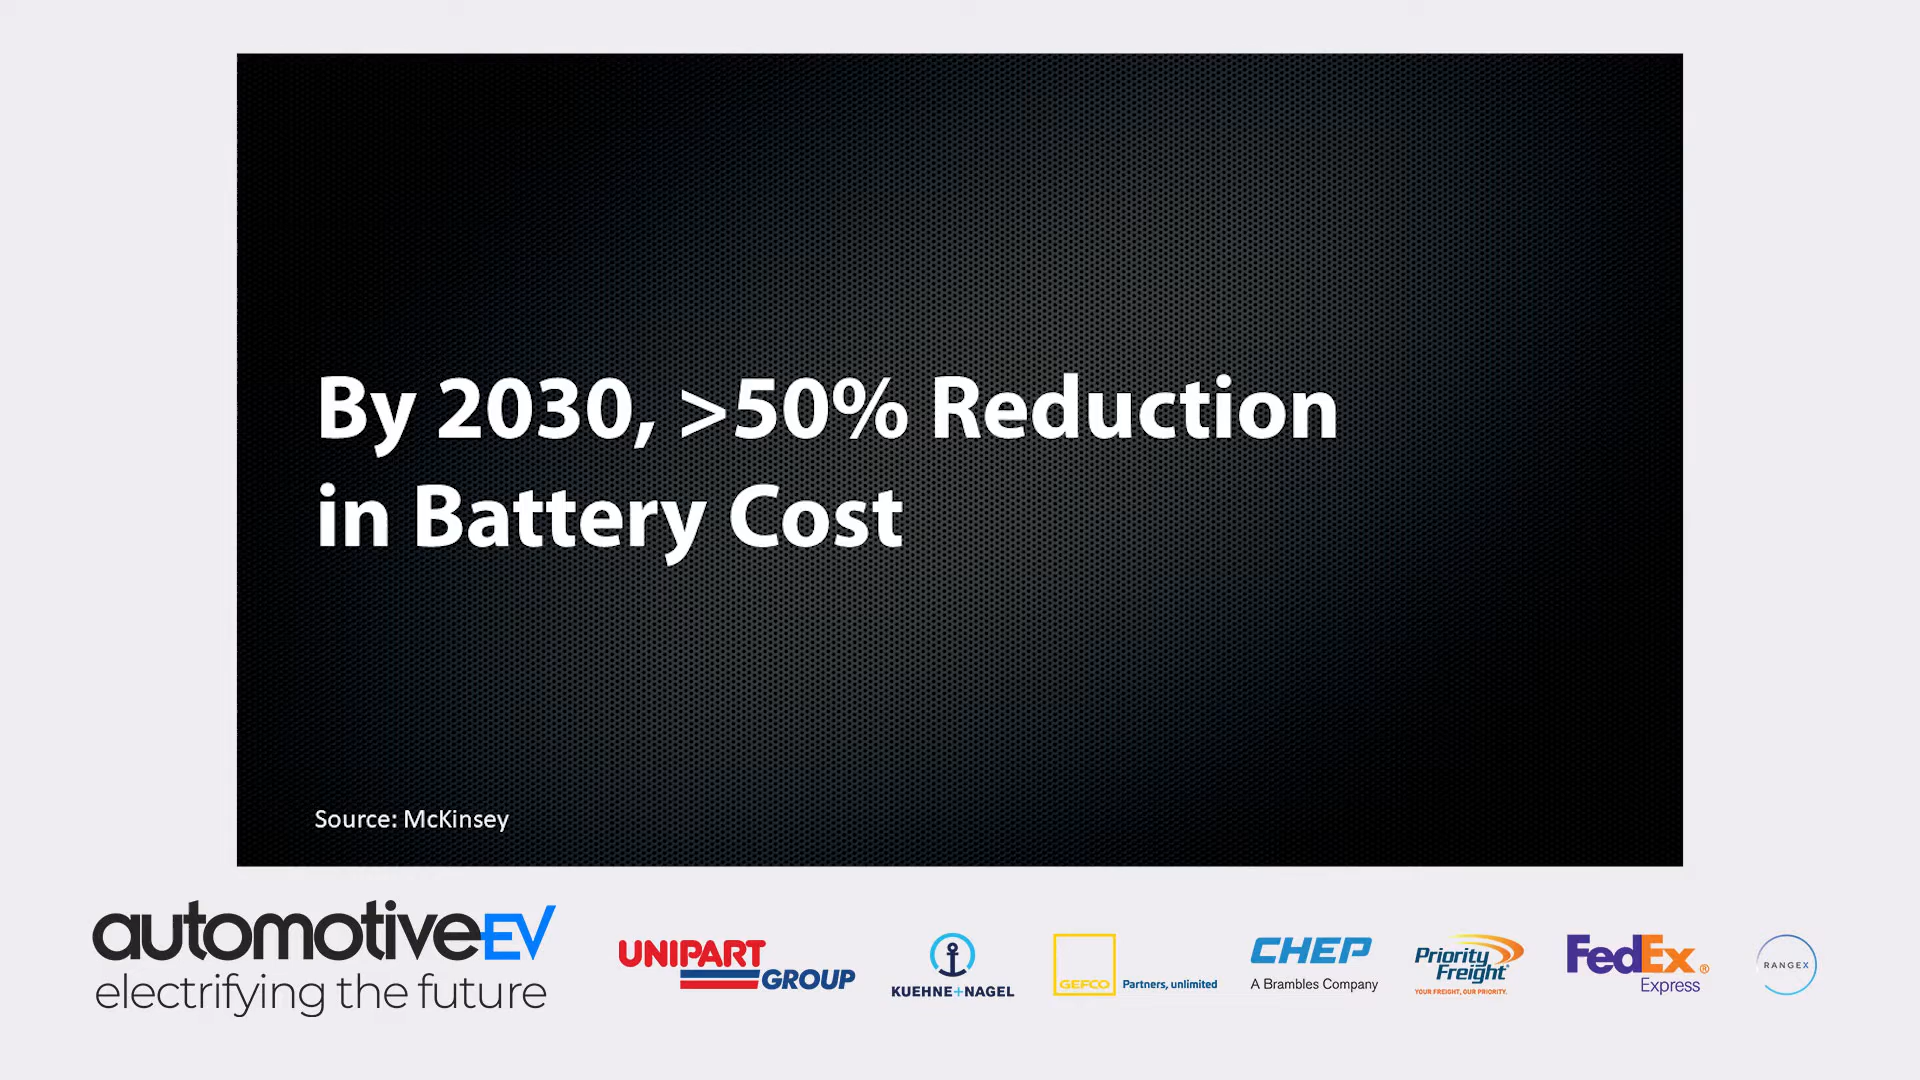 By 2030, >50% Reduction
in Battery Cost
Source: McKinsey
automotiveEV
electrifying the future
UNIPART
GROUP
KUEHNE+NAGEL
GEFCO
Partners, unlimited
CHEP
A Brambles Company
Priority
Freight
YOUR FREIGHT, OUR PRIORITY.
FedEx®
Express
RANGEX